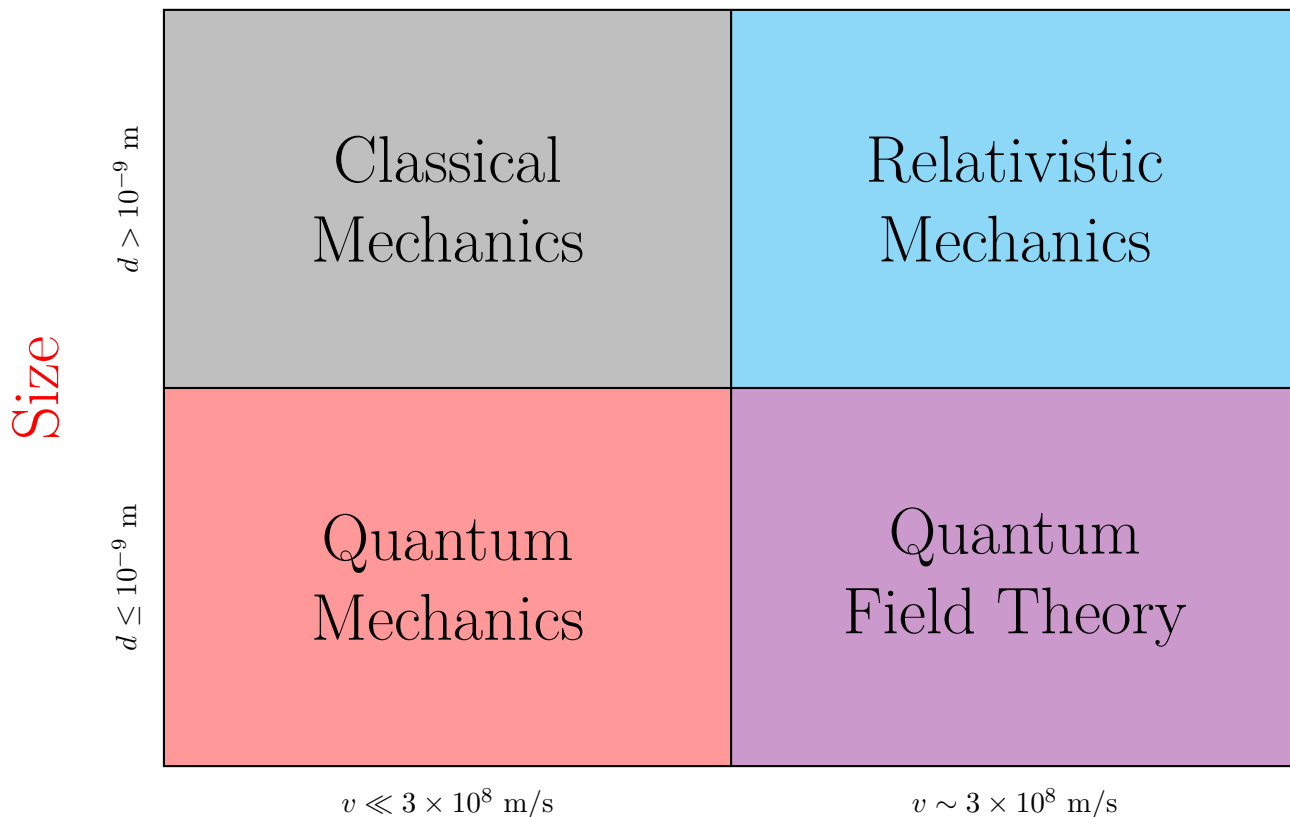 Classical
Mechanics
Relativistic
Mechanics
d > 10⁻⁹ m
Size
Quantum
Mechanics
Quantum
Field Theory
d ≤ 10⁻⁹ m
v ≪ 3 × 10⁸ m/s
v ∼ 3 × 10⁸ m/s